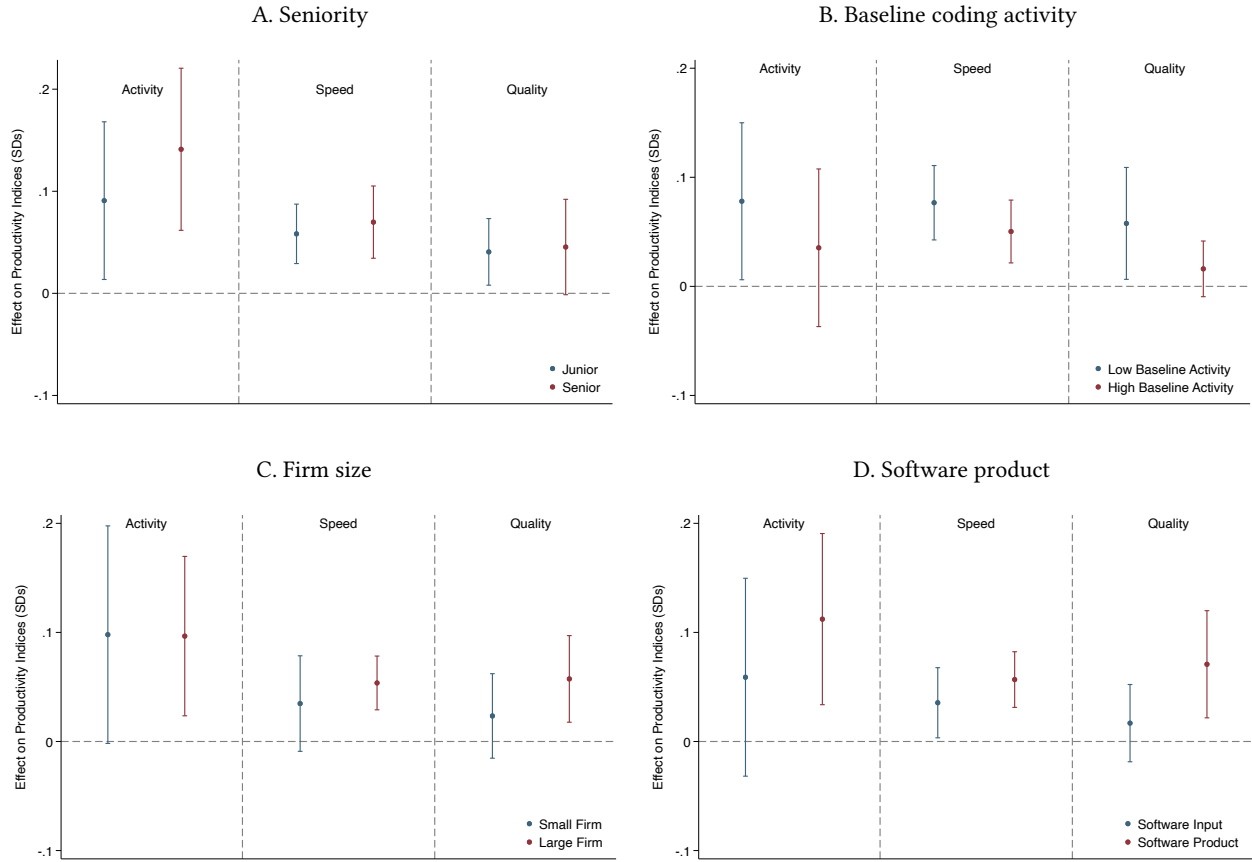 A. Seniority
Effect on Productivity Indices (SDs)
.2
.1
0
-.1
Activity
Speed
Quality
Junior
Senior
B. Baseline coding activity
Effect on Productivity Indices (SDs)
.2
.1
0
-.1
Activity
Speed
Quality
Low Baseline Activity
High Baseline Activity
C. Firm size
Effect on Productivity Indices (SDs)
.2
.1
0
-.1
Activity
Speed
Quality
Small Firm
Large Firm
D. Software product
Effect on Productivity Indices (SDs)
.2
.1
0
-.1
Activity
Speed
Quality
Software Input
Software Product